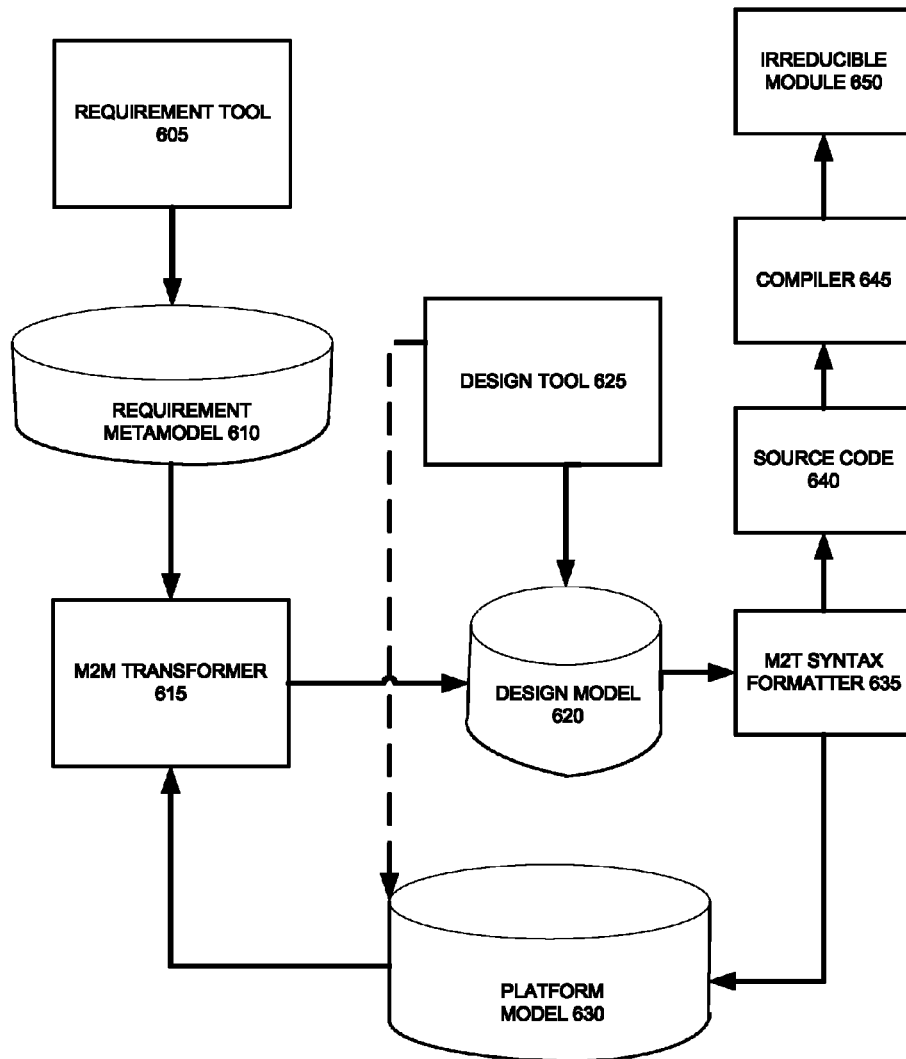 REQUIREMENT TOOL
605
IRREDUCIBLE
MODULE 650
COMPILER 645
REQUIREMENT
METAMODEL 610
DESIGN TOOL 625
SOURCE CODE
640
M2M TRANSFORMER
615
DESIGN MODEL
620
M2T SYNTAX
FORMATTER 635
PLATFORM
MODEL 630